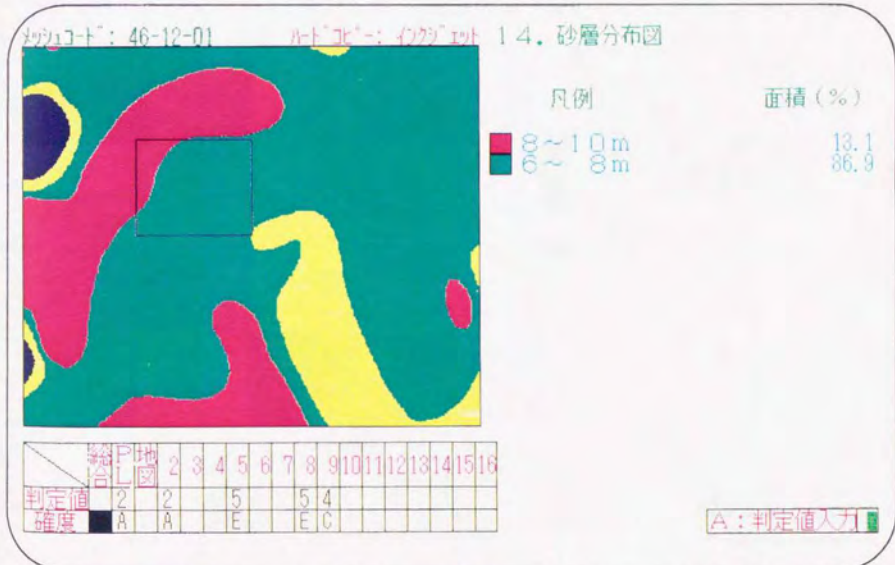 メッシュコード: 46-12-01 ハードコピー: インクジェット 14. 砂層分布図
凡例 面積(%)
8~10m 13.1
6~ 8m 86.9
総合 PL 地図 2 3 4 5 6 7 8 9 10 11 12 13 14 15 16
判定値 2 2 5 5 4
確度 A A E E C
A:判定値入力